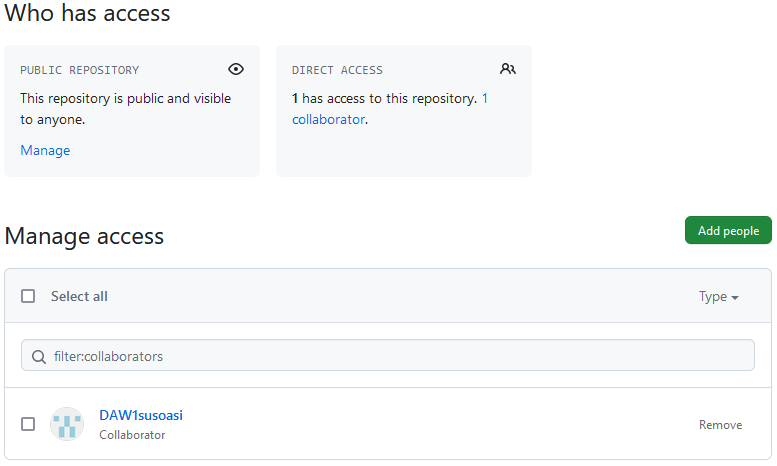 Who has access
PUBLIC REPOSITORY
This repository is public and visible
to anyone.
Manage
DIRECT ACCESS
1 has access to this repository. 1
collaborator.
Manage access
Add people
Select all
Type
filter:collaborators
DAW1susoasi
Collaborator
Remove